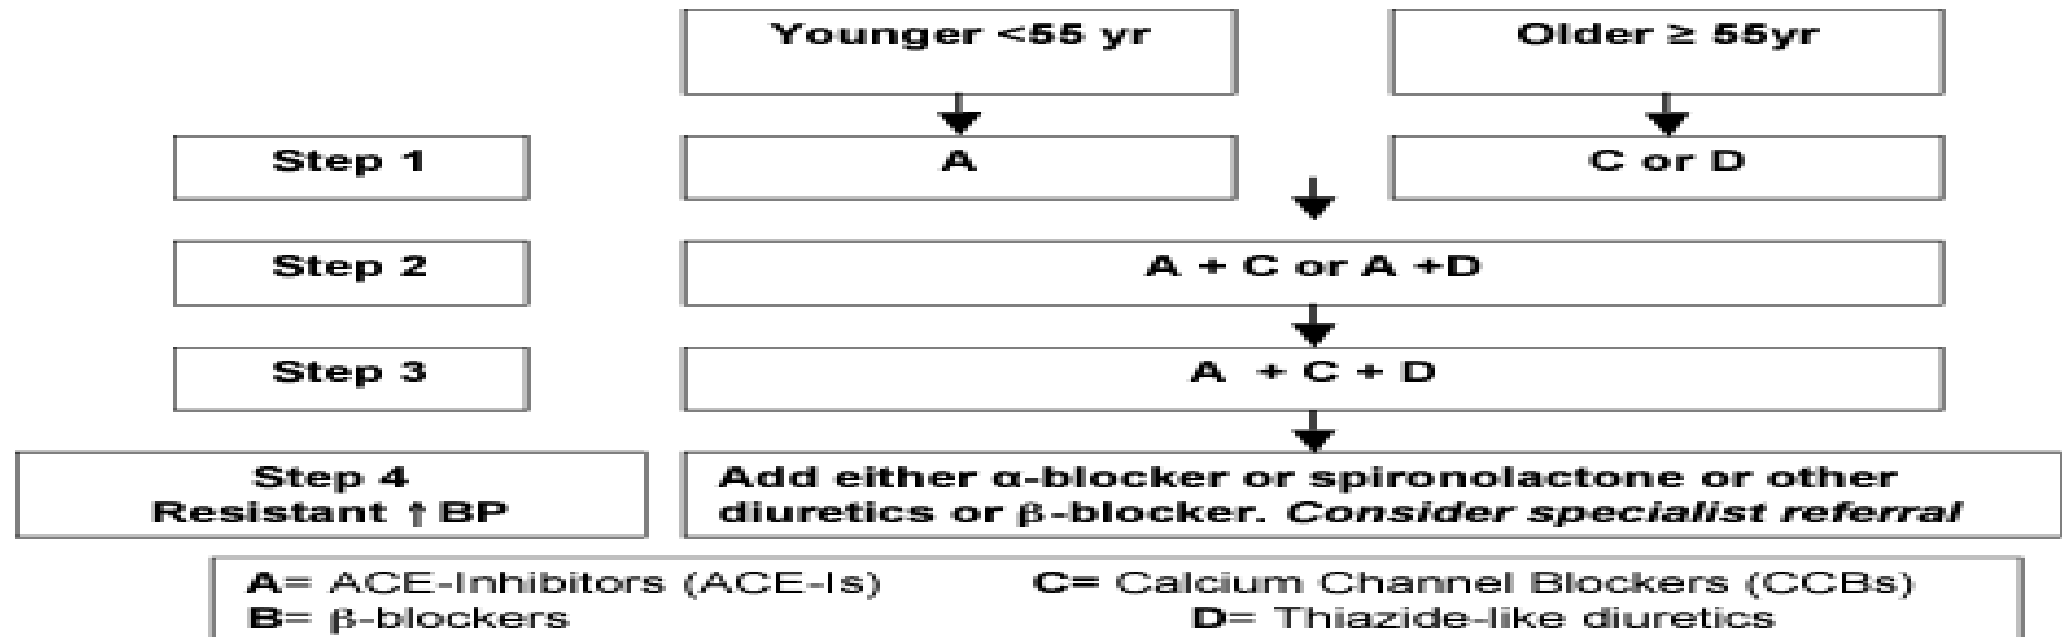 Younger <55 yr
Older ≥ 55yr
Step 1
A
C or D
Step 2
A + C or A +D
Step 3
A + C + D
Step 4
Resistant ↑ BP
Add either α-blocker or spironolactone or other
diuretics or β-blocker. Consider specialist referral
A= ACE-Inhibitors (ACE-Is)
C= Calcium Channel Blockers (CCBs)
B= β-blockers
D= Thiazide-like diuretics